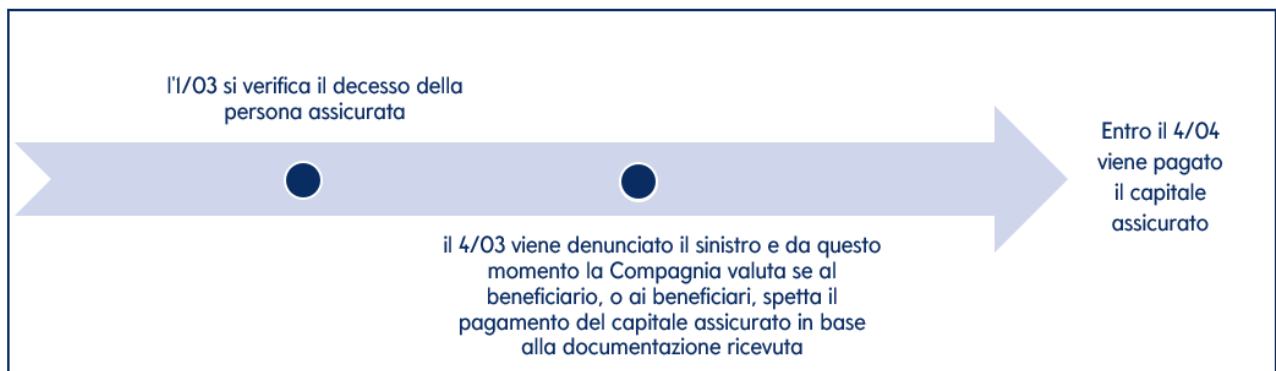 l'1/03 si verifica il decesso della
persona assicurata
il 4/03 viene denunciato il sinistro e da questo
momento la Compagnia valuta se al
beneficiario, o ai beneficiari, spetta il
pagamento del capitale assicurato in base
alla documentazione ricevuta
Entro il 4/04
viene pagato
il capitale
assicurato